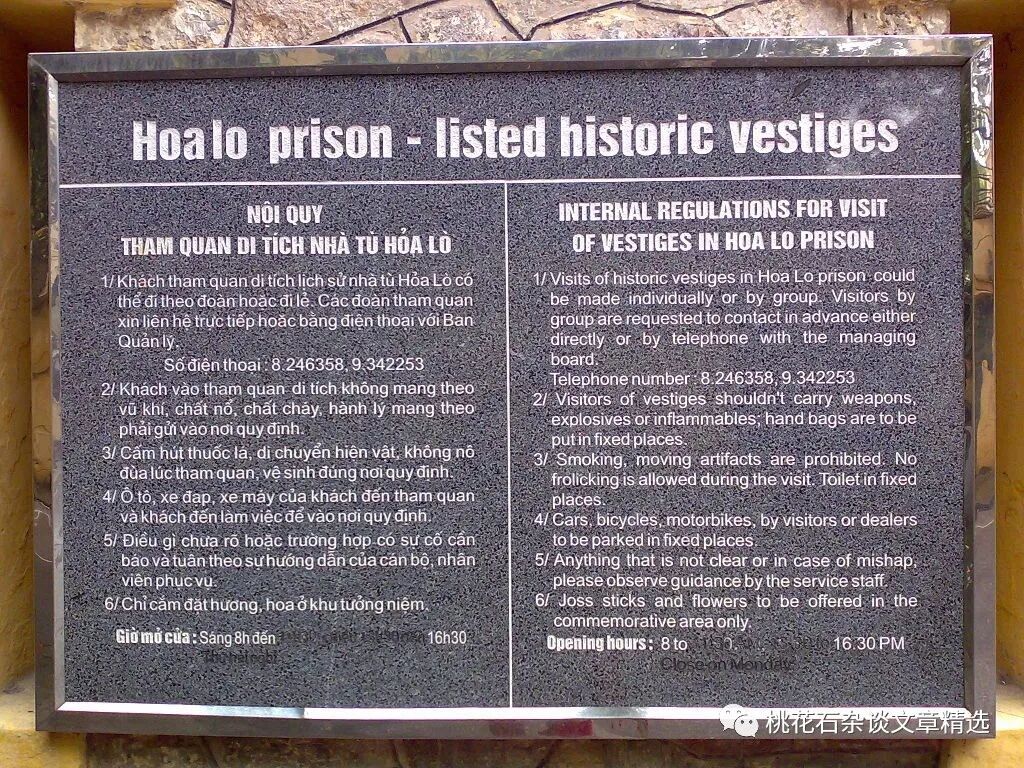 Hoalo prison - listed historic vestiges
NỘI QUY
THAM QUAN DI TÍCH NHÀ TÙ HỎA LÒ
1/ Khách tham quan di tích lịch sử nhà tù Hỏa Lò có
thể đi theo đoàn hoặc đi lẻ. Các đoàn tham quan
xin liên hệ trực tiếp hoặc bằng điện thoại với Ban
Quản lý.
Số điện thoại : 8.246358, 9.342253
2/ Khách vào tham quan di tích không mang theo
vũ khí, chất nổ, chất cháy, hành lý mang theo
phải gửi vào nơi quy định.
3/ Cấm hút thuốc lá, di chuyển hiện vật, không nô
đùa lúc tham quan, vệ sinh đúng nơi quy định.
4/ Ô tô, xe đạp, xe máy của khách đến tham quan
và khách đến làm việc để vào nơi quy định.
5/ Điều gì chưa rõ hoặc trường hợp có sự cố cần
báo và tuân theo sự hướng dẫn của cán bộ, nhân
viên phục vụ.
6/ Chỉ cắm đặt hương, hoa ở khu tưởng niệm.
Giờ mở cửa : Sáng 8h đến 16h30
INTERNAL REGULATIONS FOR VISIT
OF VESTIGES IN HOA LO PRISON
1/ Visits of historic vestiges in Hoa Lo prison could
be made individually or by group. Visitors by
group are requested to contact in advance either
directly or by telephone with the managing
board.
Telephone number : 8.246358, 9.342253
2/ Visitors of vestiges shouldn't carry weapons,
explosives or inflammables; hand bags are to be
put in fixed places.
3/ Smoking, moving artifacts are prohibited. No
frolicking is allowed during the visit. Toilet in fixed
places.
4/ Cars, bicycles, motorbikes, by visitors or dealers
to be parked in fixed places.
5/ Anything that is not clear or in case of mishap,
please observe guidance by the service staff.
6/ Joss sticks and flowers to be offered in the
commemorative area only.
Opening hours : 8 to 16.30 PM
Close on Monday
桃花石杂谈文章精选